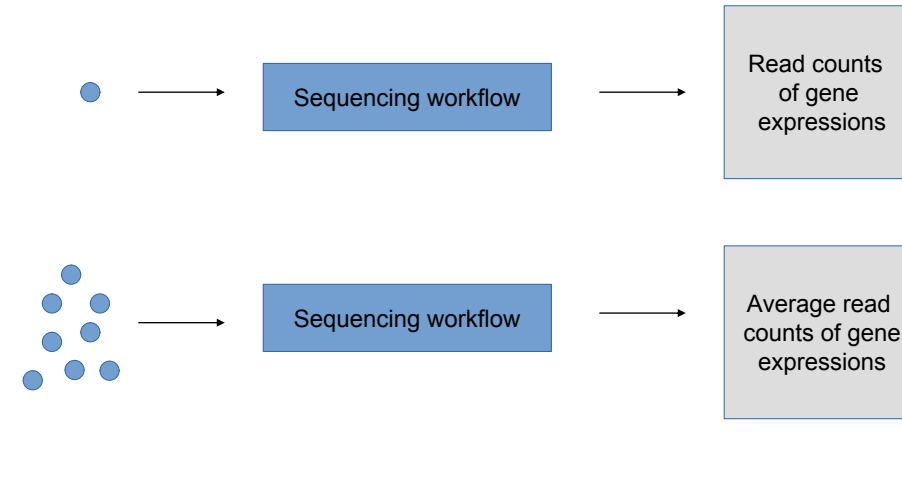 Sequencing workflow
Read counts
of gene
expressions
Sequencing workflow
Average read
counts of gene
expressions